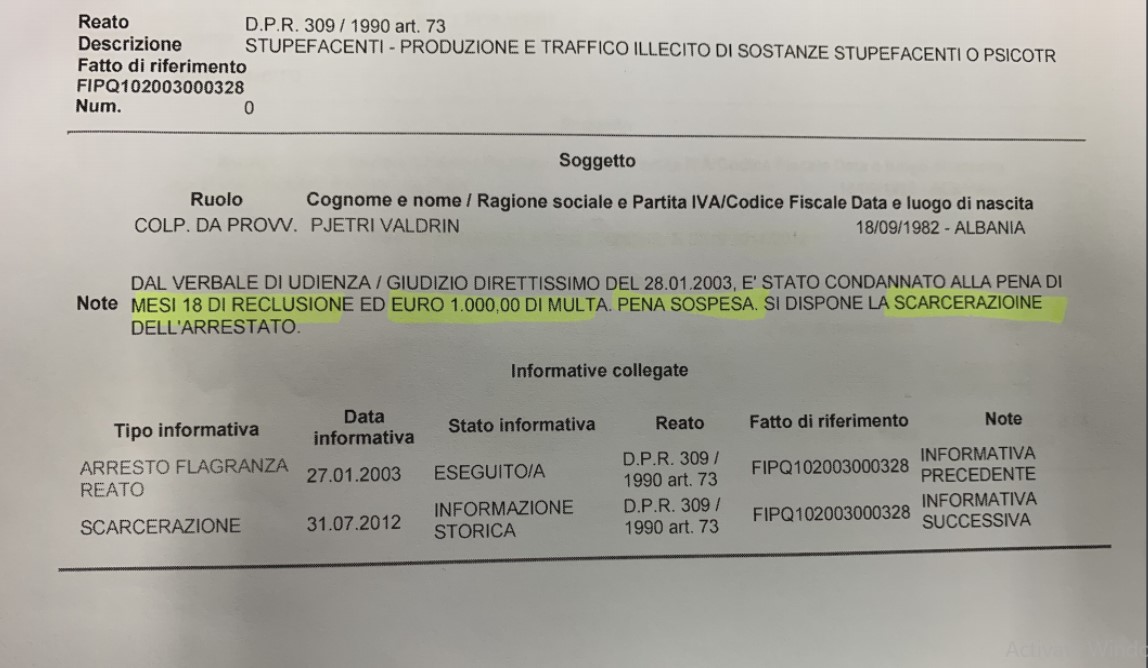 Reato D.P.R. 309 / 1990 art. 73
Descrizione STUPEFACENTI - PRODUZIONE E TRAFFICO ILLECITO DI SOSTANZE STUPEFACENTI O PSICOTR
Fatto di riferimento
FIPQ102003000328
Num. 0
Soggetto
Ruolo Cognome e nome / Ragione sociale e Partita IVA/Codice Fiscale Data e luogo di nascita
COLP. DA PROVV. PJETRI VALDRIN 18/09/1982 - ALBANIA
DAL VERBALE DI UDIENZA / GIUDIZIO DIRETTISSIMO DEL 28.01.2003, E' STATO CONDANNATO ALLA PENA DI
Note MESI 18 DI RECLUSIONE ED EURO 1.000,00 DI MULTA. PENA SOSPESA. SI DISPONE LA SCARCERAZIOINE
DELL'ARRESTATO.
Informative collegate
Tipo informativa Data informativa Stato informativa Reato Fatto di riferimento Note
ARRESTO FLAGRANZA REATO 27.01.2003 ESEGUITO/A D.P.R. 309 / 1990 art. 73 FIPQ102003000328 INFORMATIVA PRECEDENTE
SCARCERAZIONE 31.07.2012 INFORMAZIONE STORICA D.P.R. 309 / 1990 art. 73 FIPQ102003000328 INFORMATIVA SUCCESSIVA